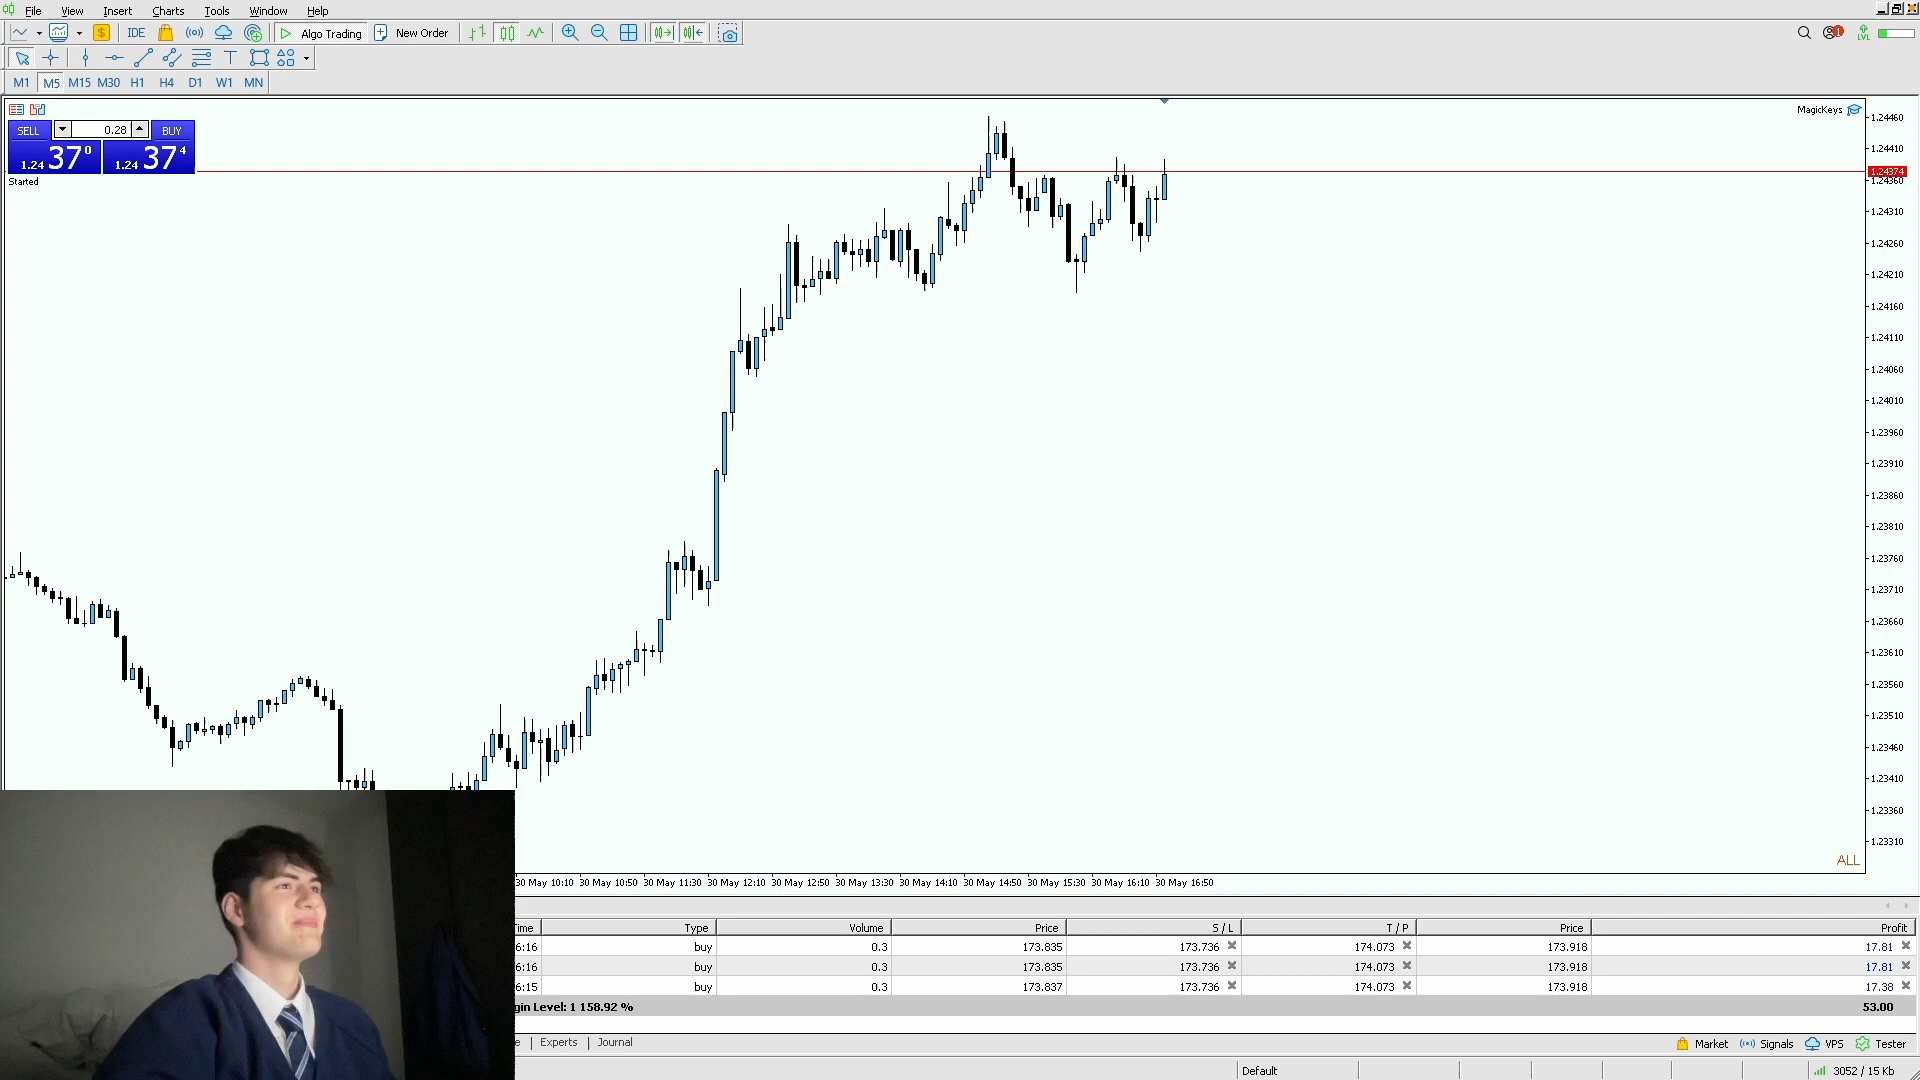 File View Insert Charts Tools Window Help
IDE Algo Trading New Order 1 LVL
M1 M5 M15 M30 H1 H4 D1 W1 MN
MagicKeys
SELL 0.28 BUY
1.24 37 0 1.24 37 4
Started
1.24460
1.24410
1.24374
1.24360
1.24310
1.24260
1.24210
1.24160
1.24110
1.24060
1.24010
1.23960
1.23910
1.23860
1.23810
1.23760
1.23710
1.23660
1.23610
1.23560
1.23510
1.23460
1.23410
1.23360
1.23310
ALL
30 May 10:10 30 May 10:50 30 May 11:30 30 May 12:10 30 May 12:50 30 May 13:30 30 May 14:10 30 May 14:50 30 May 15:30 30 May 16:10 30 May 16:50
Time Type Volume Price S / L T / P Price Profit
6:16 buy 0.3 173.835 173.736 174.073 173.918 17.81
6:16 buy 0.3 173.835 173.736 174.073 173.918 17.81
6:15 buy 0.3 173.837 173.736 174.073 173.918 17.38
gin Level: 1 158.92 % 53.00
e Experts Journal Market Signals VPS Tester
Default 3052 / 15 Kb